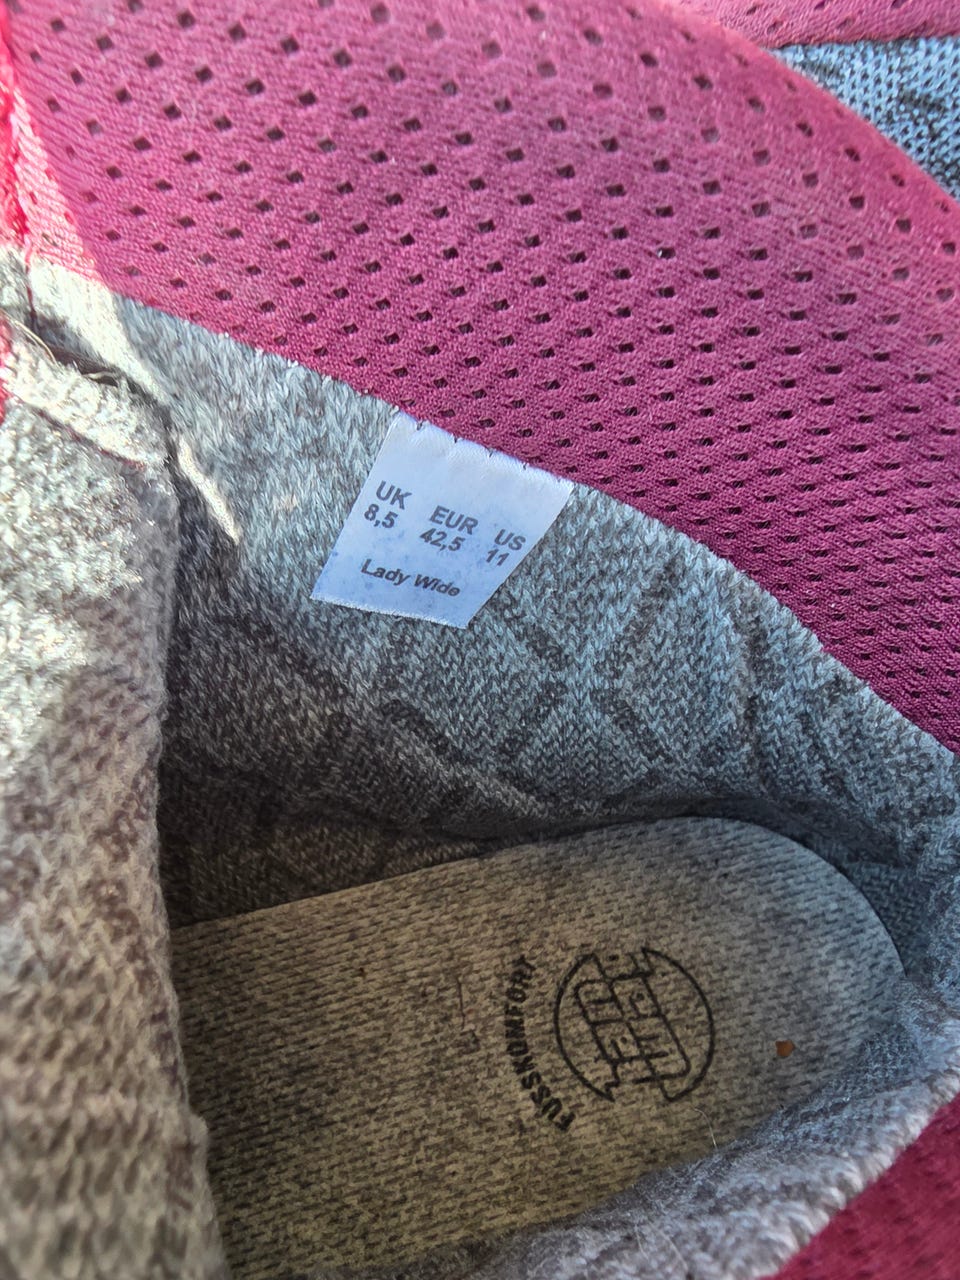 UK EUR US
8,5 42,5 11
Lady Wide
FUSSKOMFORT